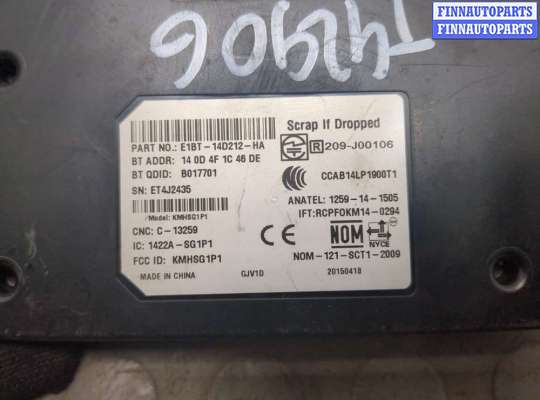 FINNAUTOPARTS
FINNAUTOPARTS
T42906
Scrap If Dropped
PART NO.: E1BT-14D212-HA
BT ADDR: 14 0D 4F 1C 46 DE
BT QDID: B017701
SN: ET4J2435
Model: KMHSG1P1
CNC: C-13259
IC: 1422A-SG1P1
FCC ID: KMHSG1P1
MADE IN CHINA
GJV1D
R 209-J00106
CCAB14LP1900T1
ANATEL: 1259-14-1505
IFT:RCPFOKM14-0294
CE
NOM
NYCE
NOM-121-SCT1-2009
20150418